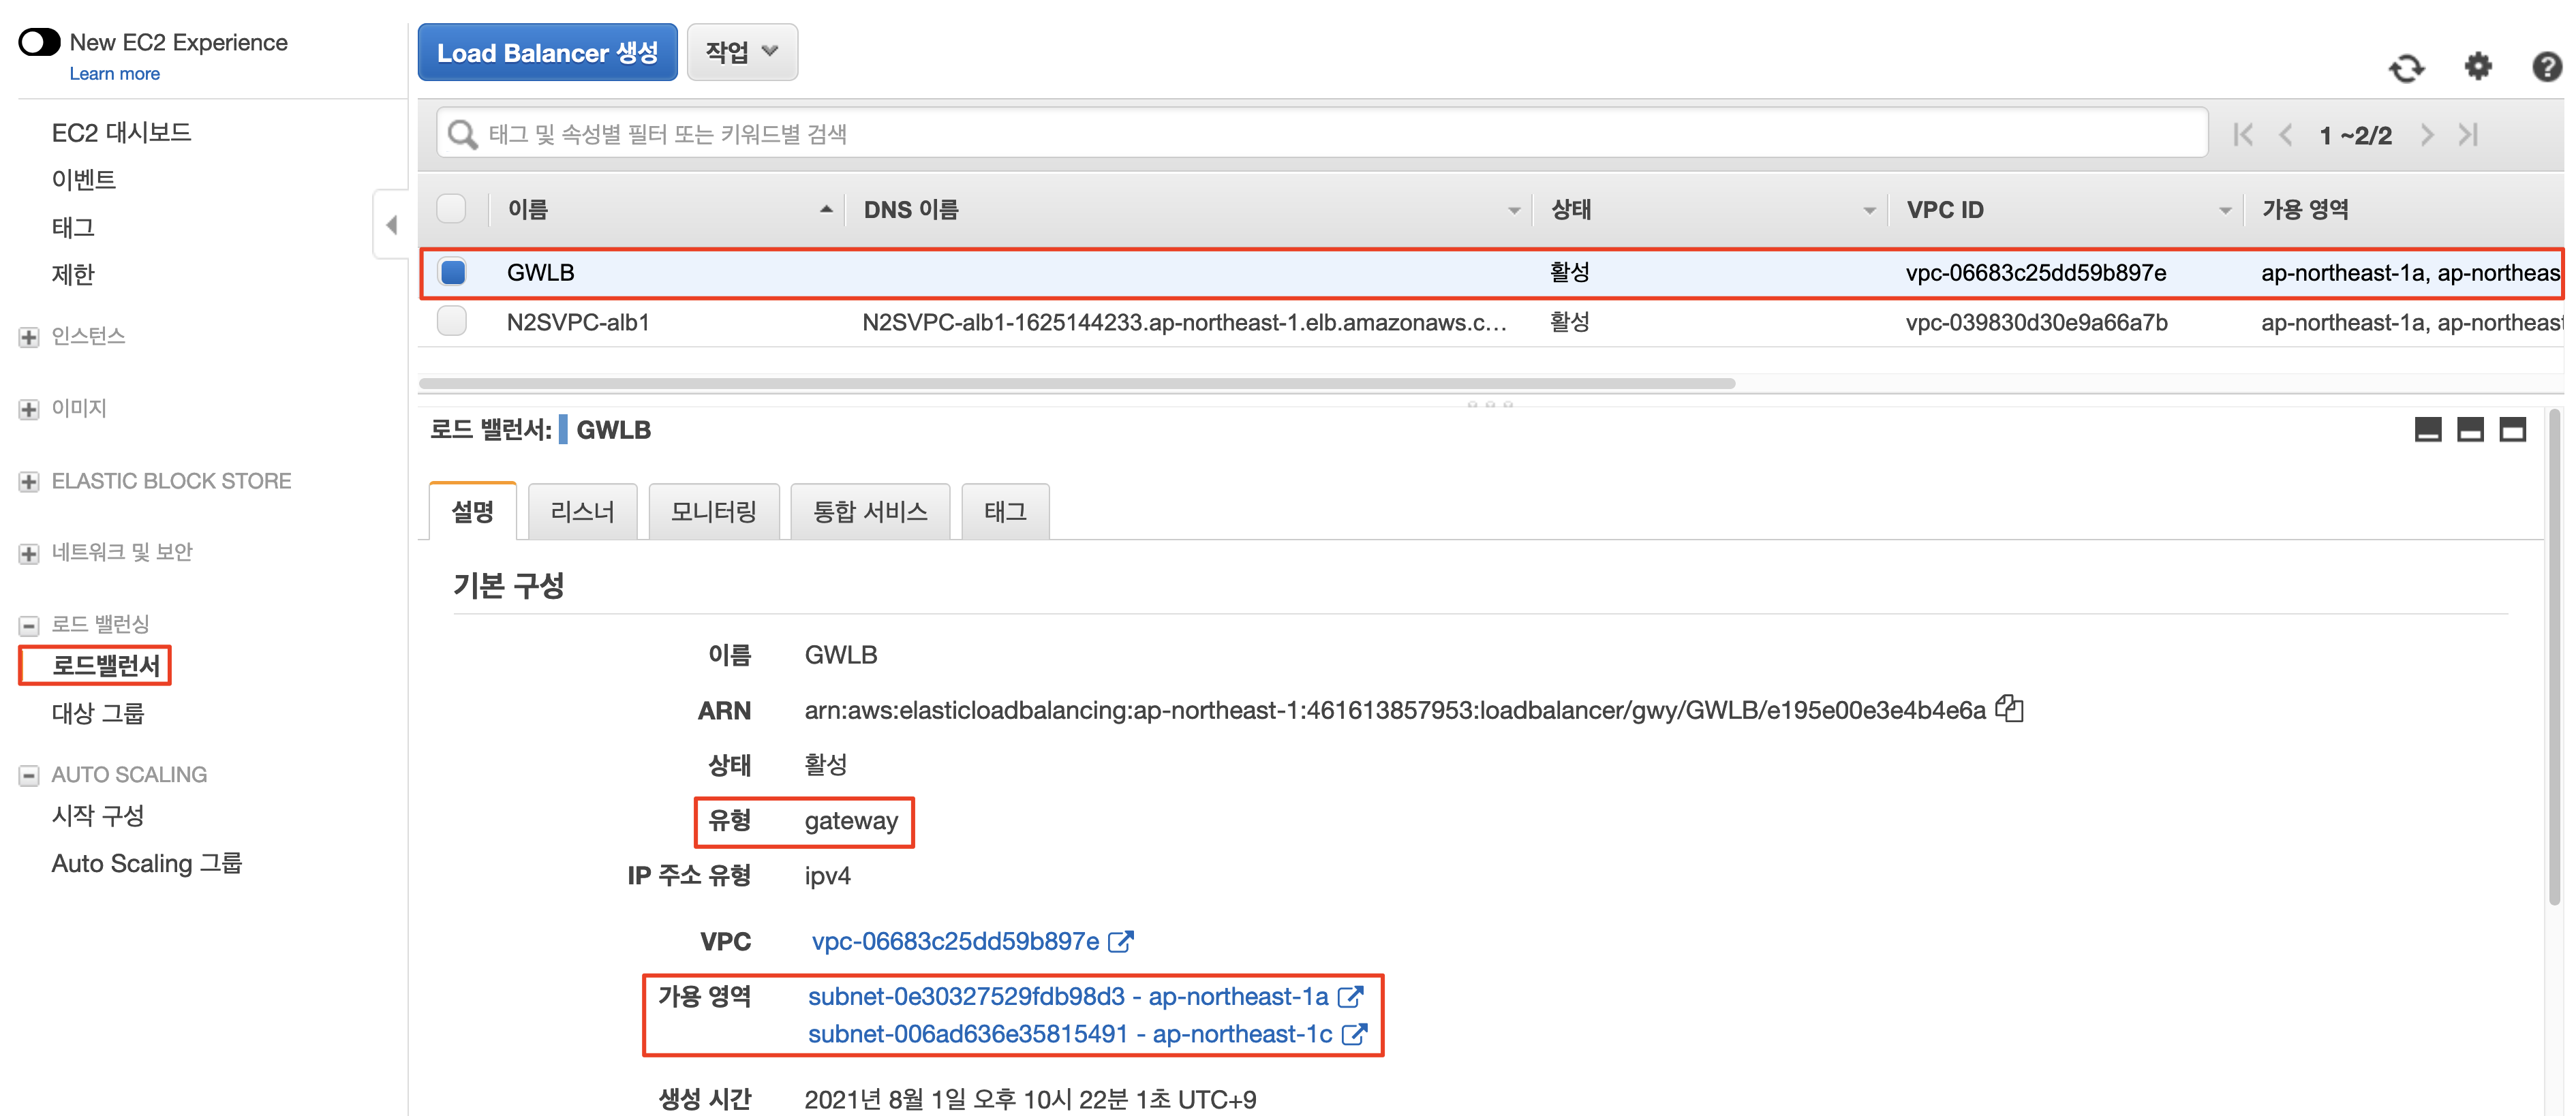 New EC2 Experience
Learn more
EC2 대시보드
이벤트
태그
제한
인스턴스
이미지
ELASTIC BLOCK STORE
네트워크 및 보안
로드 밸런싱
로드밸런서
대상 그룹
AUTO SCALING
시작 구성
Auto Scaling 그룹
Load Balancer 생성 작업
태그 및 속성별 필터 또는 키워드별 검색 1 ~2/2
이름 DNS 이름 상태 VPC ID 가용 영역
GWLB 활성 vpc-06683c25dd59b897e ap-northeast-1a, ap-northeas
N2SVPC-alb1 N2SVPC-alb1-1625144233.ap-northeast-1.elb.amazonaws.c... 활성 vpc-039830d30e9a66a7b ap-northeast-1a, ap-northeast
로드 밸런서: GWLB
설명 리스너 모니터링 통합 서비스 태그
기본 구성
이름 GWLB
ARN arn:aws:elasticloadbalancing:ap-northeast-1:461613857953:loadbalancer/gwy/GWLB/e195e00e3e4b4e6a
상태 활성
유형 gateway
IP 주소 유형 ipv4
VPC vpc-06683c25dd59b897e
가용 영역 subnet-0e30327529fdb98d3 - ap-northeast-1a
subnet-006ad636e35815491 - ap-northeast-1c
생성 시간 2021년 8월 1일 오후 10시 22분 1초 UTC+9